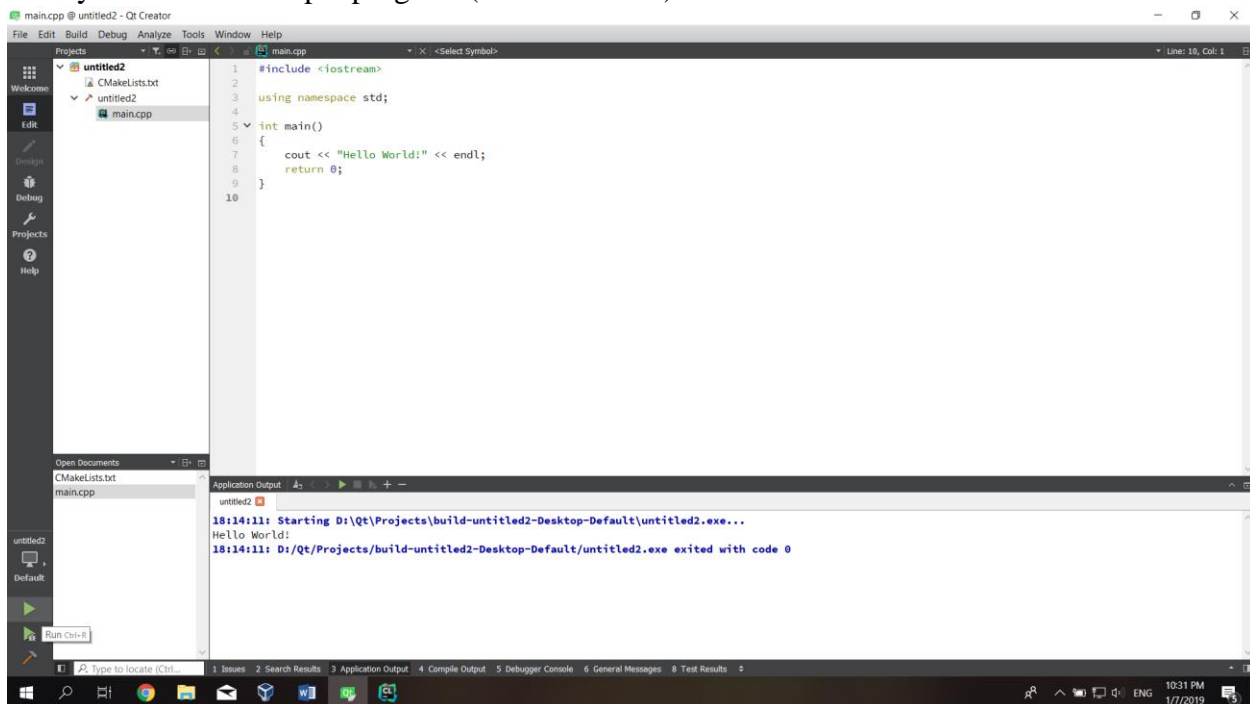 main.cpp @ untitled2 - Qt Creator
File Edit Build Debug Analyze Tools Window Help
Projects
main.cpp
<Select Symbol>
Line: 10, Col: 1
Welcome
Edit
Design
Debug
Projects
Help
untitled2
CMakeLists.txt
untitled2
main.cpp
1 #include <iostream>
2
3 using namespace std;
4
5 int main()
6 {
7 cout << "Hello World!" << endl;
8 return 0;
9 }
10
Open Documents
CMakeLists.txt
main.cpp
Application Output
untitled2
18:14:11: Starting D:\Qt\Projects\build-untitled2-Desktop-Default\untitled2.exe...
Hello World!
18:14:11: D:/Qt/Projects/build-untitled2-Desktop-Default/untitled2.exe exited with code 0
untitled2
Default
Run Ctrl+R
Type to locate (Ctrl...
1 Issues 2 Search Results 3 Application Output 4 Compile Output 5 Debugger Console 6 General Messages 8 Test Results
ENG
10:31 PM
1/7/2019